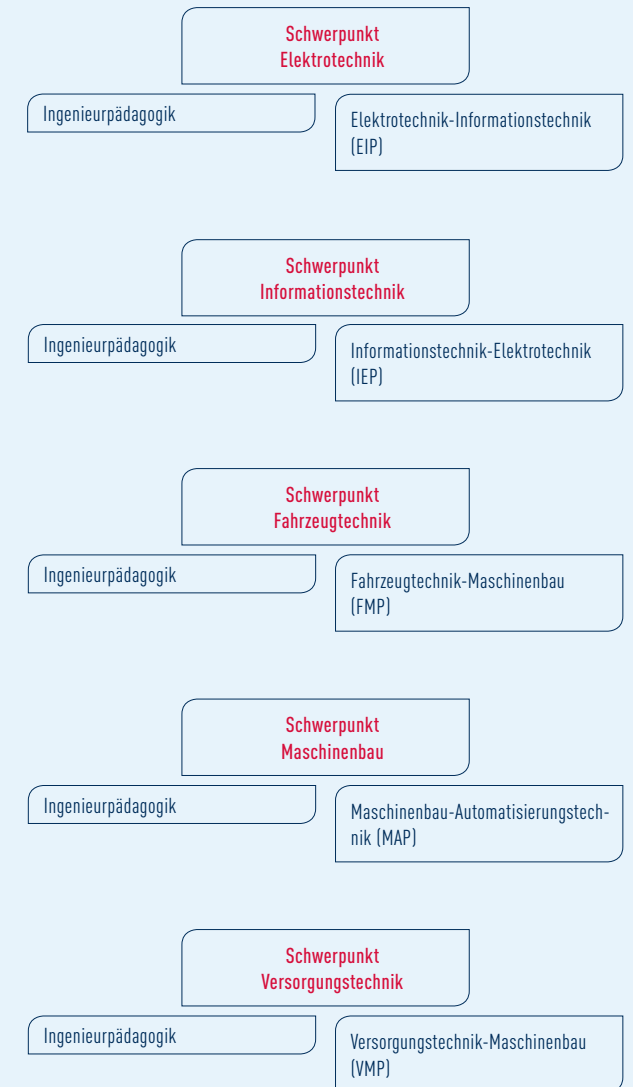 Schwerpunkt
Elektrotechnik
Ingenieurpädagogik
Elektrotechnik-Informationstechnik
(EIP)
Schwerpunkt
Informationstechnik
Ingenieurpädagogik
Informationstechnik-Elektrotechnik
(IEP)
Schwerpunkt
Fahrzeugtechnik
Ingenieurpädagogik
Fahrzeugtechnik-Maschinenbau
(FMP)
Schwerpunkt
Maschinenbau
Ingenieurpädagogik
Maschinenbau-Automatisierungstech-
nik (MAP)
Schwerpunkt
Versorgungstechnik
Ingenieurpädagogik
Versorgungstechnik-Maschinenbau
(VMP)